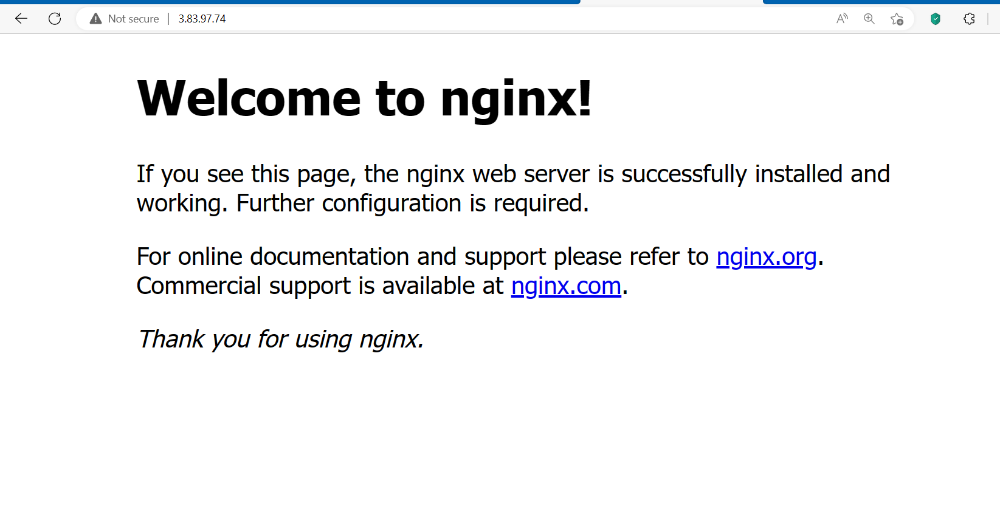 Not secure | 3.83.97.74
Welcome to nginx!
If you see this page, the nginx web server is successfully installed and
working. Further configuration is required.
For online documentation and support please refer to nginx.org.
Commercial support is available at nginx.com.
Thank you for using nginx.